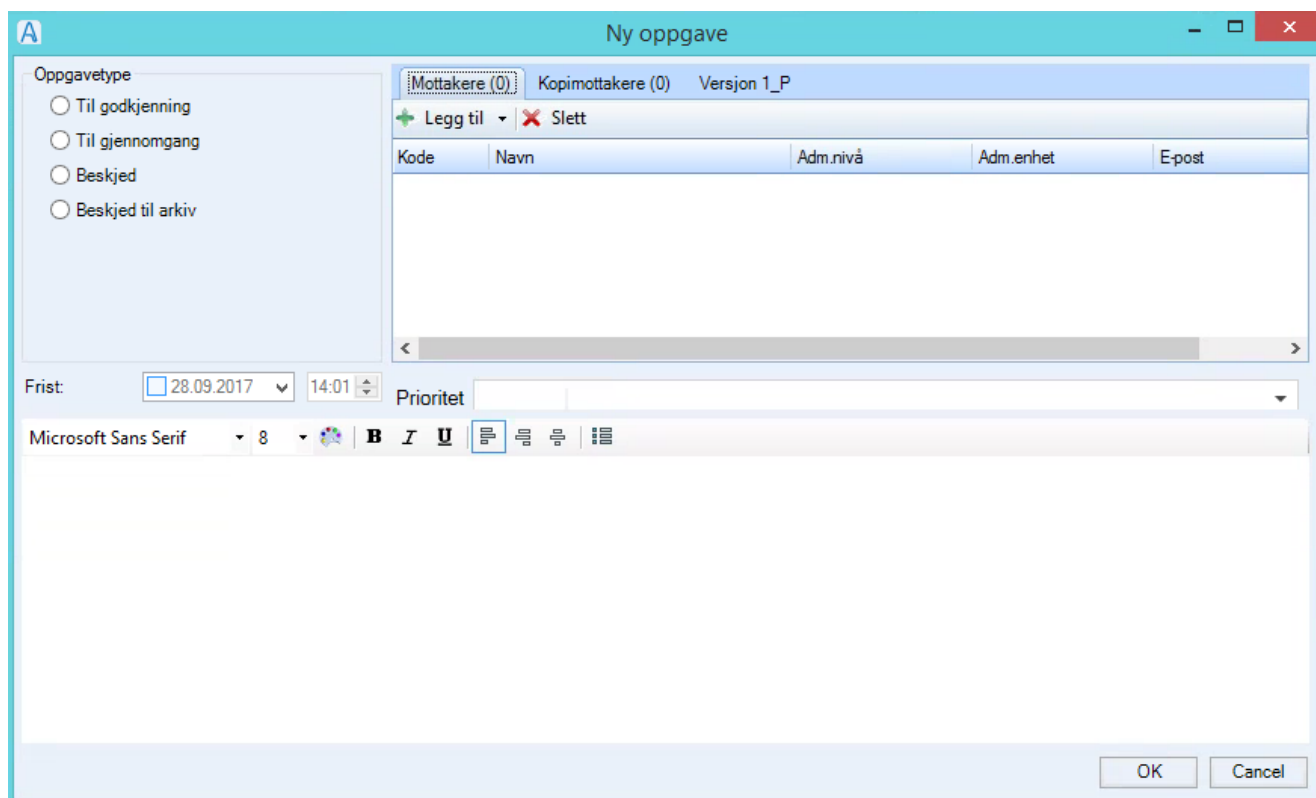 Ny oppgave
Oppgavetype
Til godkjenning
Til gjennomgang
Beskjed
Beskjed til arkiv
Mottakere (0) Kopimottakere (0) Versjon 1_P
Legg til Slett
Kode Navn Adm.nivå Adm.enhet E-post
Frist: 28.09.2017 14:01 Prioritet
Microsoft Sans Serif 8 B I U
OK Cancel